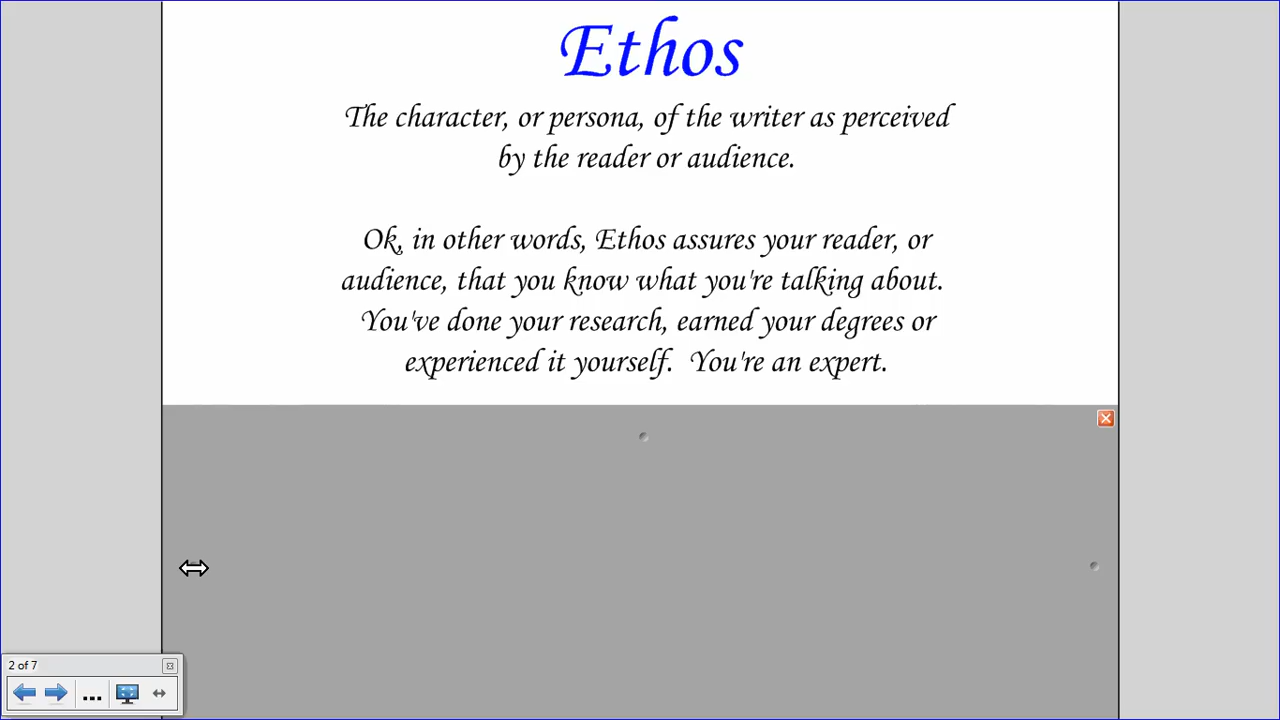 Ethos
The character, or persona, of the writer as perceived
by the reader or audience.
Ok, in other words, Ethos assures your reader, or
audience, that you know what you're talking about.
You've done your research, earned your degrees or
experienced it yourself.  You're an expert.
2 of 7
...